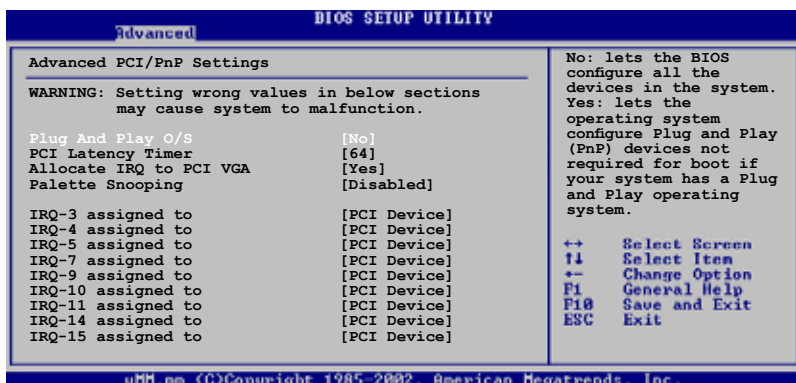 BIOS SETUP UTILITY
Advanced
Advanced PCI/PnP Settings
WARNING: Setting wrong values in below sections
may cause system to malfunction.
Plug And Play O/S [No]
PCI Latency Timer [64]
Allocate IRQ to PCI VGA [Yes]
Palette Snooping [Disabled]
IRQ-3 assigned to [PCI Device]
IRQ-4 assigned to [PCI Device]
IRQ-5 assigned to [PCI Device]
IRQ-7 assigned to [PCI Device]
IRQ-9 assigned to [PCI Device]
IRQ-10 assigned to [PCI Device]
IRQ-11 assigned to [PCI Device]
IRQ-14 assigned to [PCI Device]
IRQ-15 assigned to [PCI Device]
No: lets the BIOS
configure all the
devices in the system.
Yes: lets the
operating system
configure Plug and Play
(PnP) devices not
required for boot if
your system has a Plug
and Play operating
system.
↔ Select Screen
↑↓ Select Item
+- Change Option
F1 General Help
F10 Save and Exit
ESC Exit
(C)Copyright 1985-2002, American Megatrends, Inc.